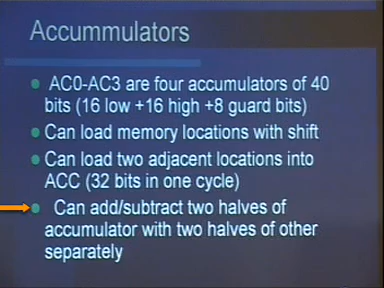 Accummulators
AC0-AC3 are four accumulators of 40
bits (16 low +16 high +8 guard bits)
Can load memory locations with shift
Can load two adjacent locations into
ACC (32 bits in one cycle)
Can add/subtract two halves of
accumulator with two halves of other
separately